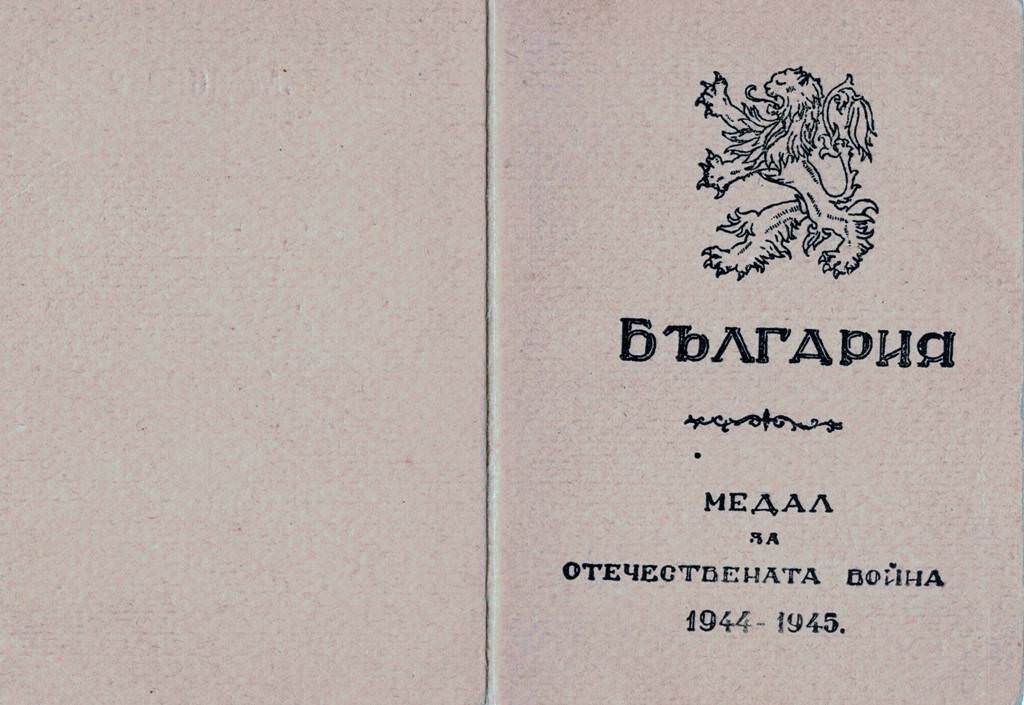 БЪЛГАРИЯ
МЕДАЛ
ЗА
ОТЕЧЕСТВЕНАТА ВОЙНА
1944 - 1945.